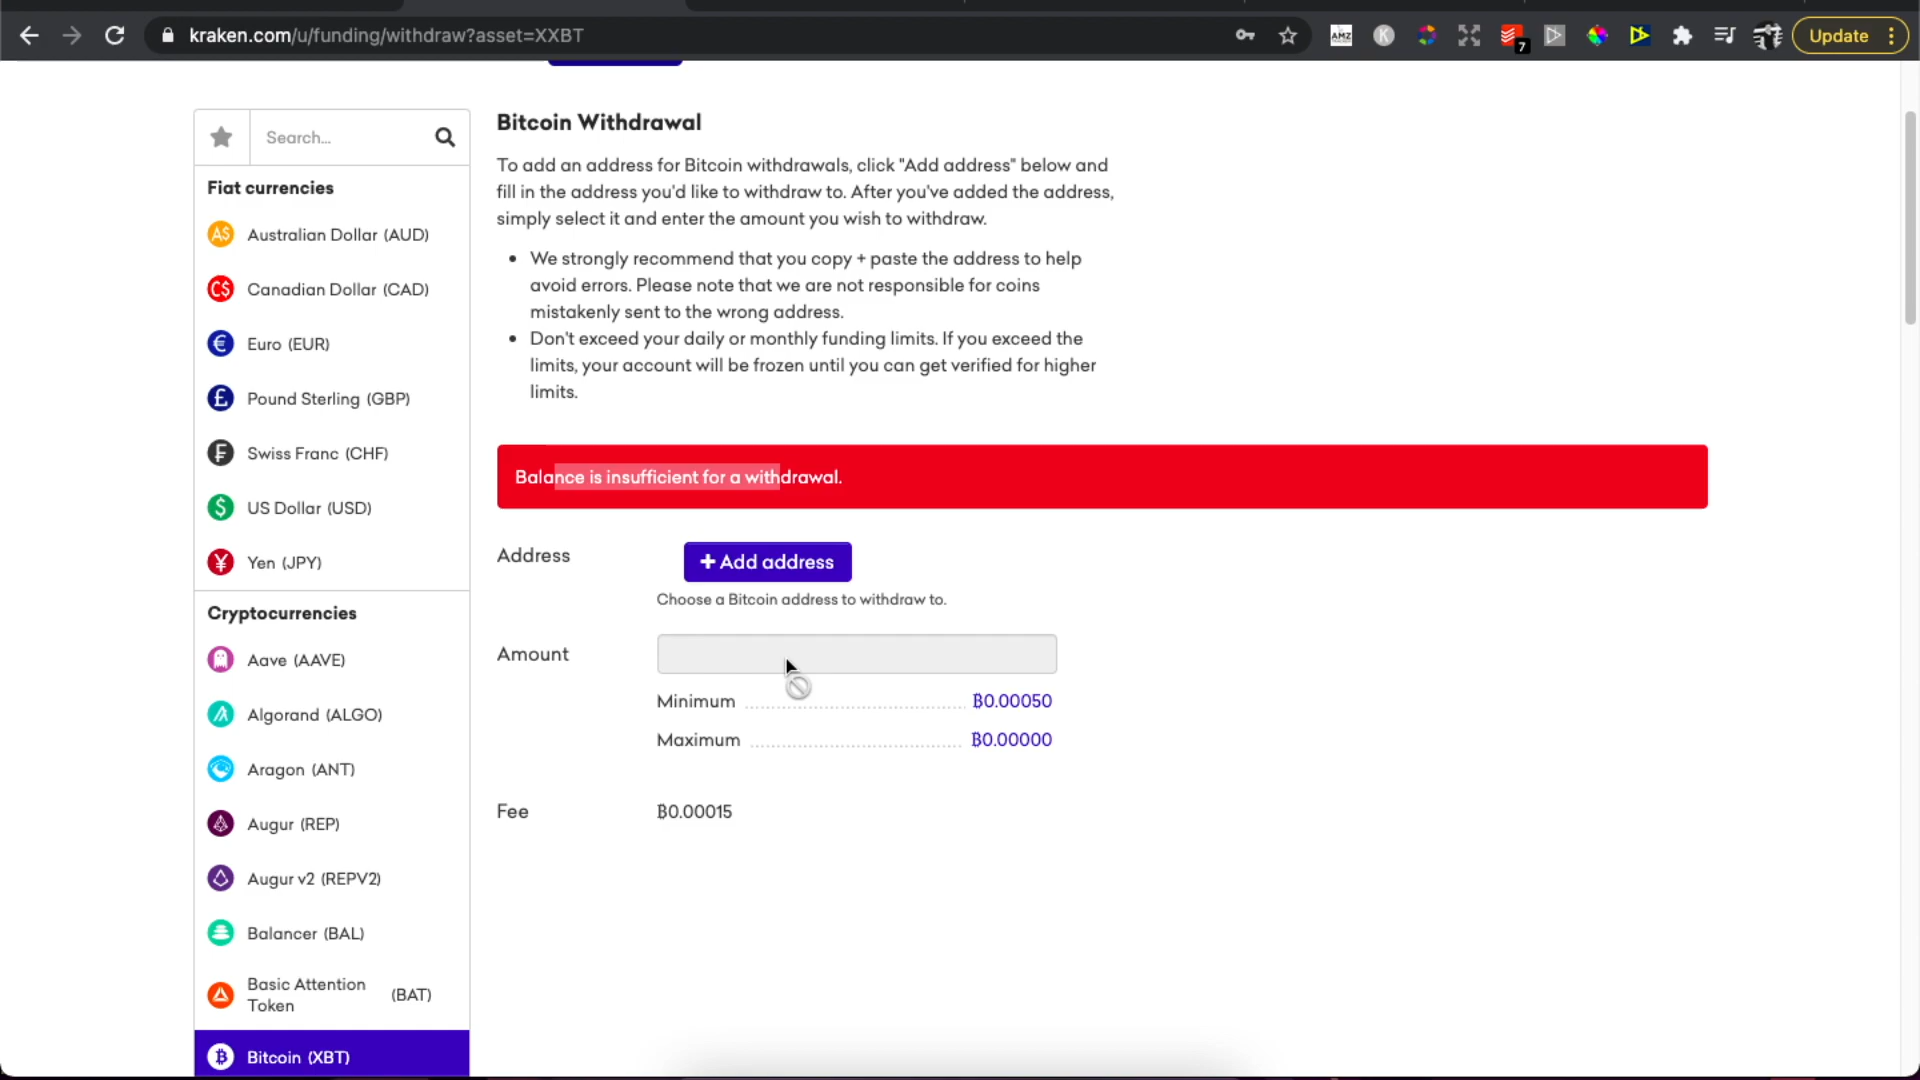 kraken.com/u/funding/withdraw?asset=XXBT
AMZ
K
7
Update
Search...
Fiat currencies
A$ Australian Dollar (AUD)
C$ Canadian Dollar (CAD)
€ Euro (EUR)
£ Pound Sterling (GBP)
₣ Swiss Franc (CHF)
$ US Dollar (USD)
¥ Yen (JPY)
Cryptocurrencies
Aave (AAVE)
Algorand (ALGO)
Aragon (ANT)
Augur (REP)
Augur v2 (REPV2)
Balancer (BAL)
Basic Attention
Token (BAT)
Bitcoin (XBT)
Bitcoin Withdrawal
To add an address for Bitcoin withdrawals, click "Add address" below and
fill in the address you'd like to withdraw to. After you've added the address,
simply select it and enter the amount you wish to withdraw.
• We strongly recommend that you copy + paste the address to help
avoid errors. Please note that we are not responsible for coins
mistakenly sent to the wrong address.
• Don't exceed your daily or monthly funding limits. If you exceed the
limits, your account will be frozen until you can get verified for higher
limits.
Balance is insufficient for a withdrawal.
Address
+ Add address
Choose a Bitcoin address to withdraw to.
Amount
Minimum ₿0.00050
Maximum ₿0.00000
Fee ₿0.00015